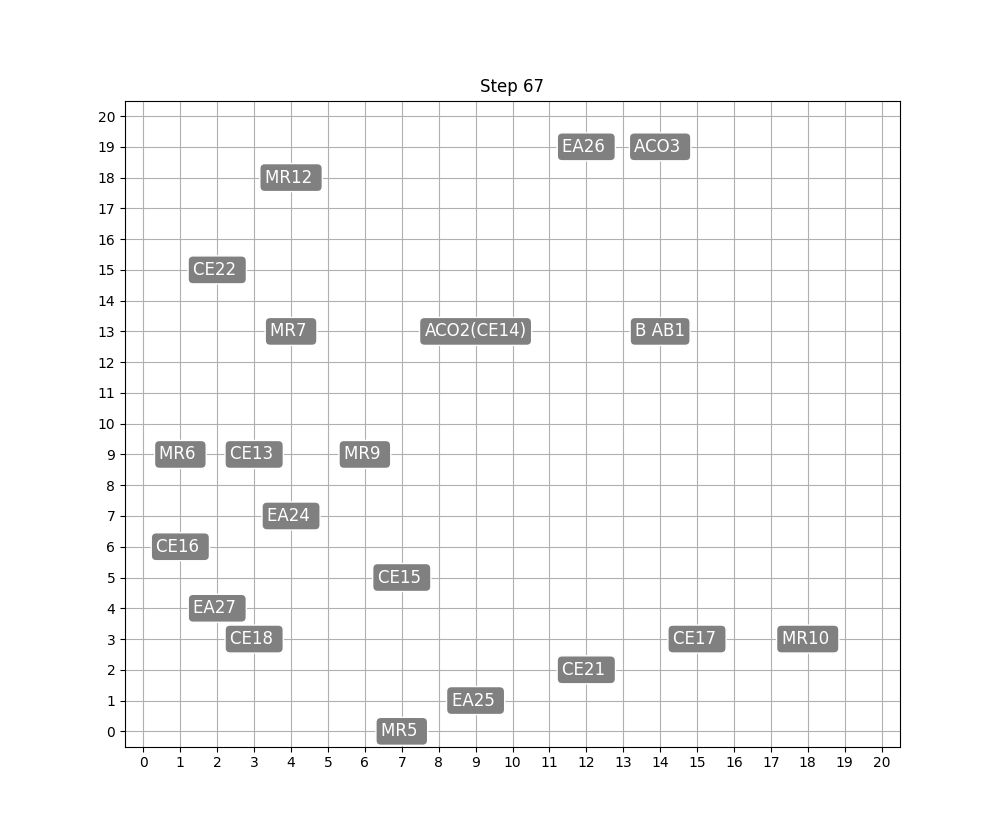 Step 67
20
19 EA26 ACO3
18 MR12
17
16
15 CE22
14
13 MR7 ACO2(CE14) B AB1
12
11
10
9 MR6 CE13 MR9
8
7 EA24
6 CE16
5 CE15
4 EA27
3 CE18 CE17 MR10
2 CE21
1 EA25
0 MR5
0 1 2 3 4 5 6 7 8 9 10 11 12 13 14 15 16 17 18 19 20